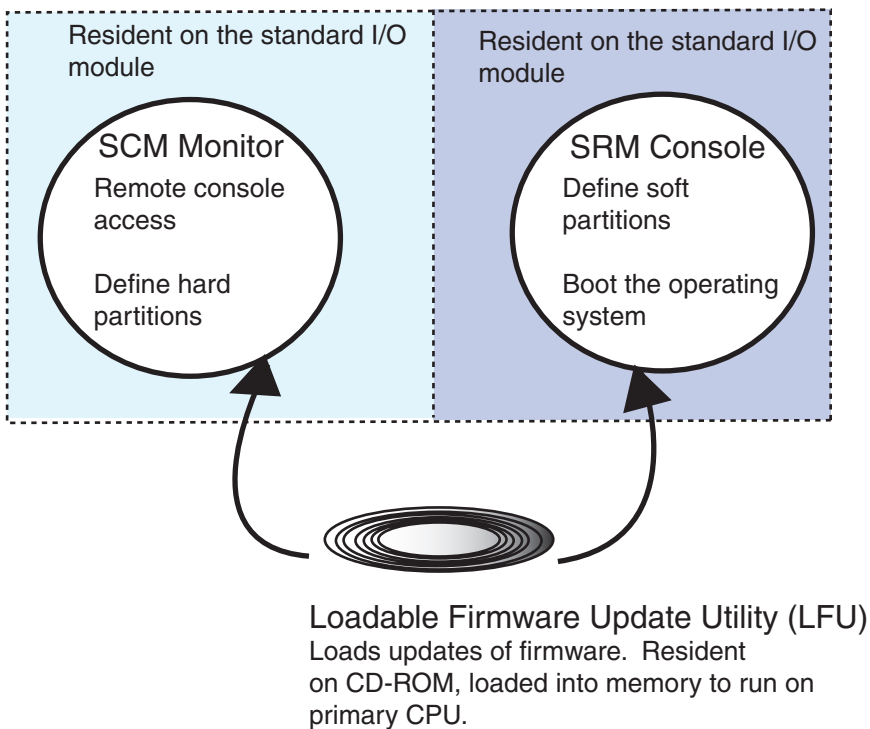 Resident on the standard I/O
module
SCM Monitor
Remote console
access
Define hard
partitions
Resident on the standard I/O
module
SRM Console
Define soft
partitions
Boot the operating
system
Loadable Firmware Update Utility (LFU)
Loads updates of firmware.  Resident
on CD-ROM, loaded into memory to run on
primary CPU.